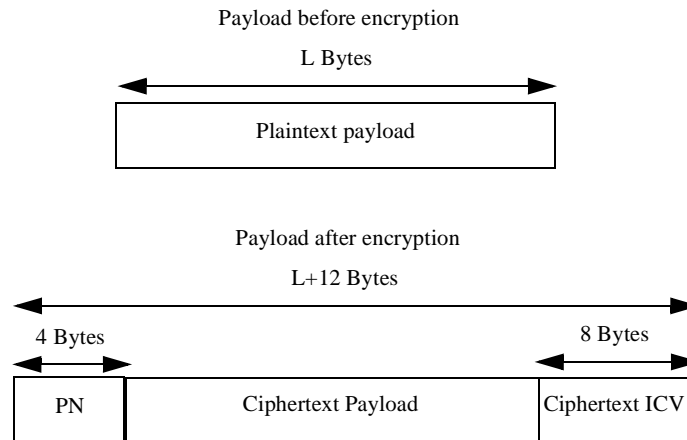 Payload before encryption
L Bytes
Plaintext payload
Payload after encryption
L+12 Bytes
4 Bytes
8 Bytes
PN
Ciphertext Payload
Ciphertext ICV